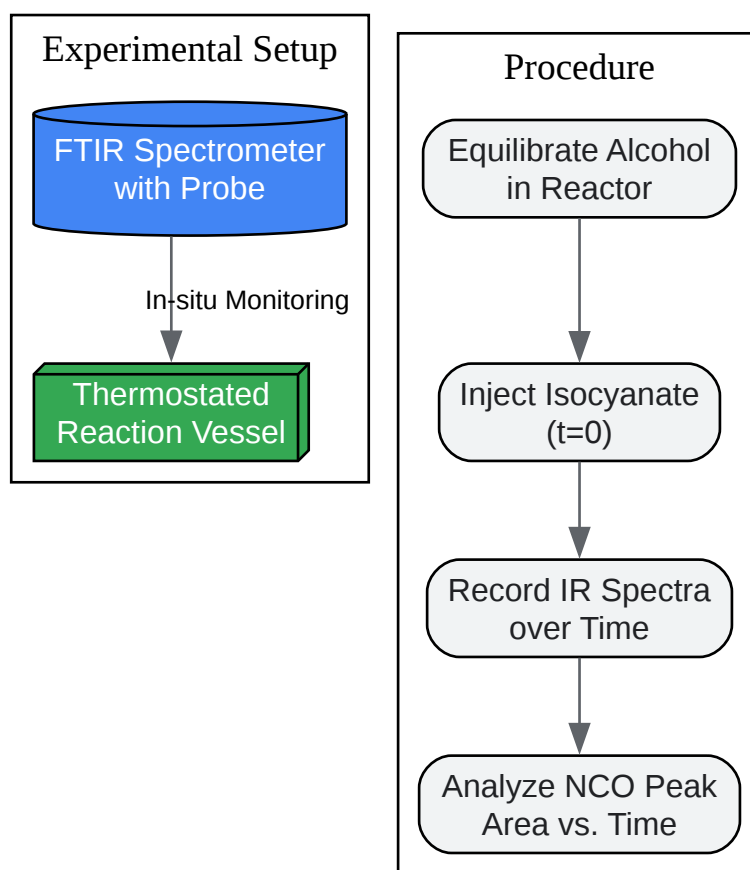 Experimental Setup
FTIR Spectrometer
with Probe
In-situ Monitoring
Thermostated
Reaction Vessel
Procedure
Equilibrate Alcohol
in Reactor
Inject Isocyanate
(t=0)
Record IR Spectra
over Time
Analyze NCO Peak
Area vs. Time